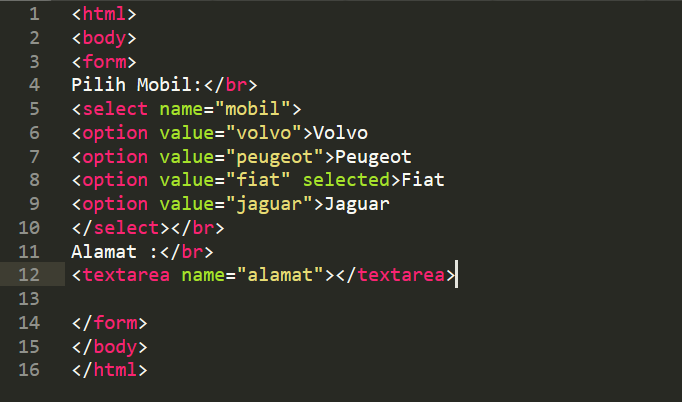 1 <html>
2 <body>
3 <form>
4 Pilih Mobil:</br>
5 <select name="mobil">
6 <option value="volvo">Volvo
7 <option value="peugeot">Peugeot
8 <option value="fiat" selected>Fiat
9 <option value="jaguar">Jaguar
10 </select></br>
11 Alamat :</br>
12 <textarea name="alamat"></textarea>
13
14 </form>
15 </body>
16 </html>